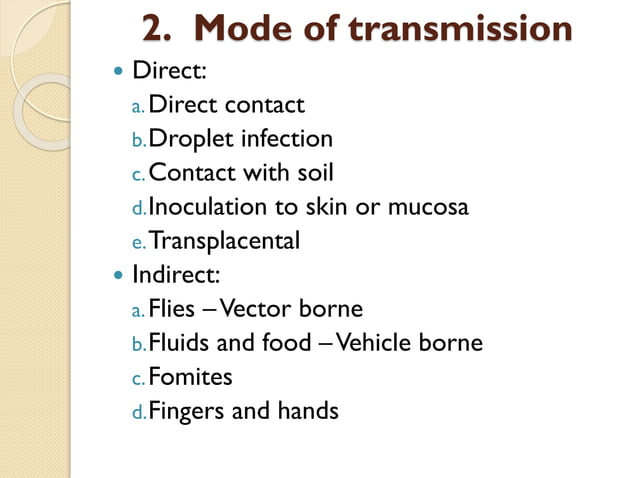 2. Mode of transmission
• Direct:
a. Direct contact
b. Droplet infection
c. Contact with soil
d. Inoculation to skin or mucosa
e. Transplacental
• Indirect:
a. Flies – Vector borne
b. Fluids and food – Vehicle borne
c. Fomites
d. Fingers and hands